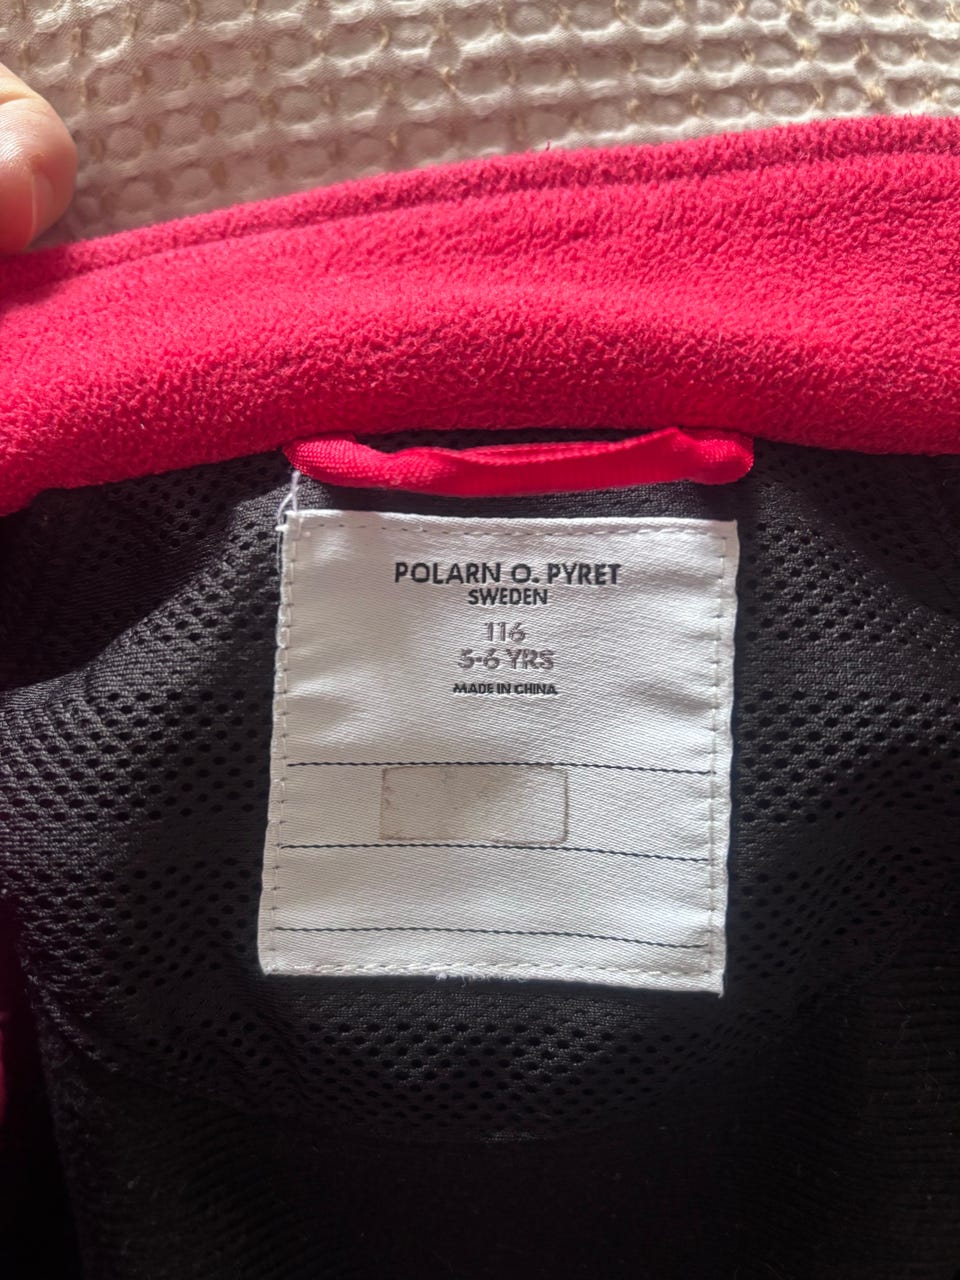 POLARN O. PYRET
SWEDEN
116
5-6 YRS
MADE IN CHINA